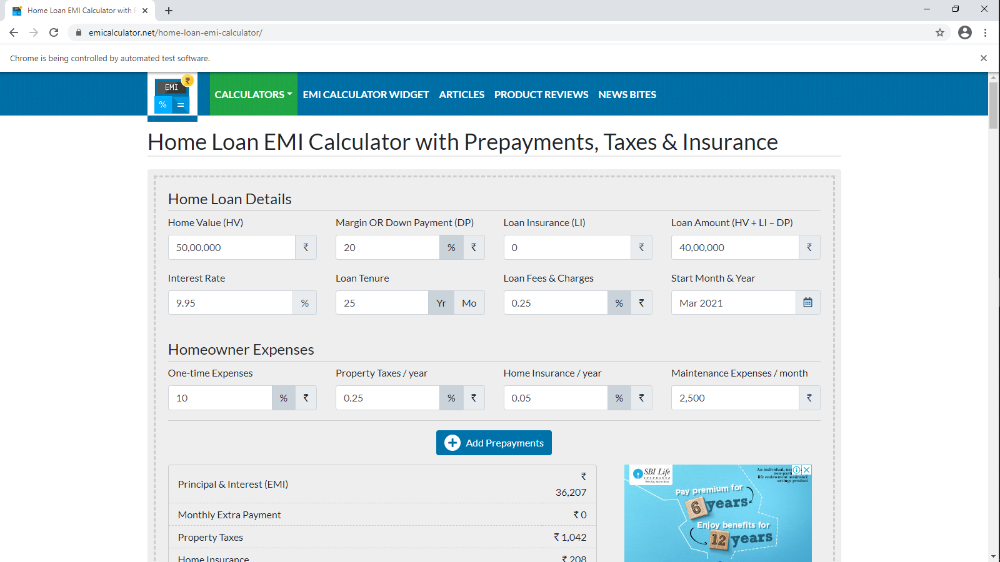 Home Loan EMI Calculator with
emicalculator.net/home-loan-emi-calculator/
Chrome is being controlled by automated test software.
EMI ₹
% =
CALCULATORS EMI CALCULATOR WIDGET ARTICLES PRODUCT REVIEWS NEWS BITES
Home Loan EMI Calculator with Prepayments, Taxes & Insurance
Home Loan Details
Home Value (HV) Margin OR Down Payment (DP) Loan Insurance (LI) Loan Amount (HV + LI – DP)
50,00,000 ₹ 20 % ₹ 0 ₹ 40,00,000 ₹
Interest Rate Loan Tenure Loan Fees & Charges Start Month & Year
9.95 % 25 Yr Mo 0.25 % ₹ Mar 2021
Homeowner Expenses
One-time Expenses Property Taxes / year Home Insurance / year Maintenance Expenses / month
10 % ₹ 0.25 % ₹ 0.05 % ₹ 2,500 ₹
Add Prepayments
Principal & Interest (EMI) ₹
36,207
Monthly Extra Payment ₹ 0
Property Taxes ₹ 1,042
Home Insurance ₹ 208
SBI Life
INSURANCE
With Us, You're Sure
An individual,
life endowment assurance
savings product
Pay premium for
6 years
Enjoy benefits for
12 years